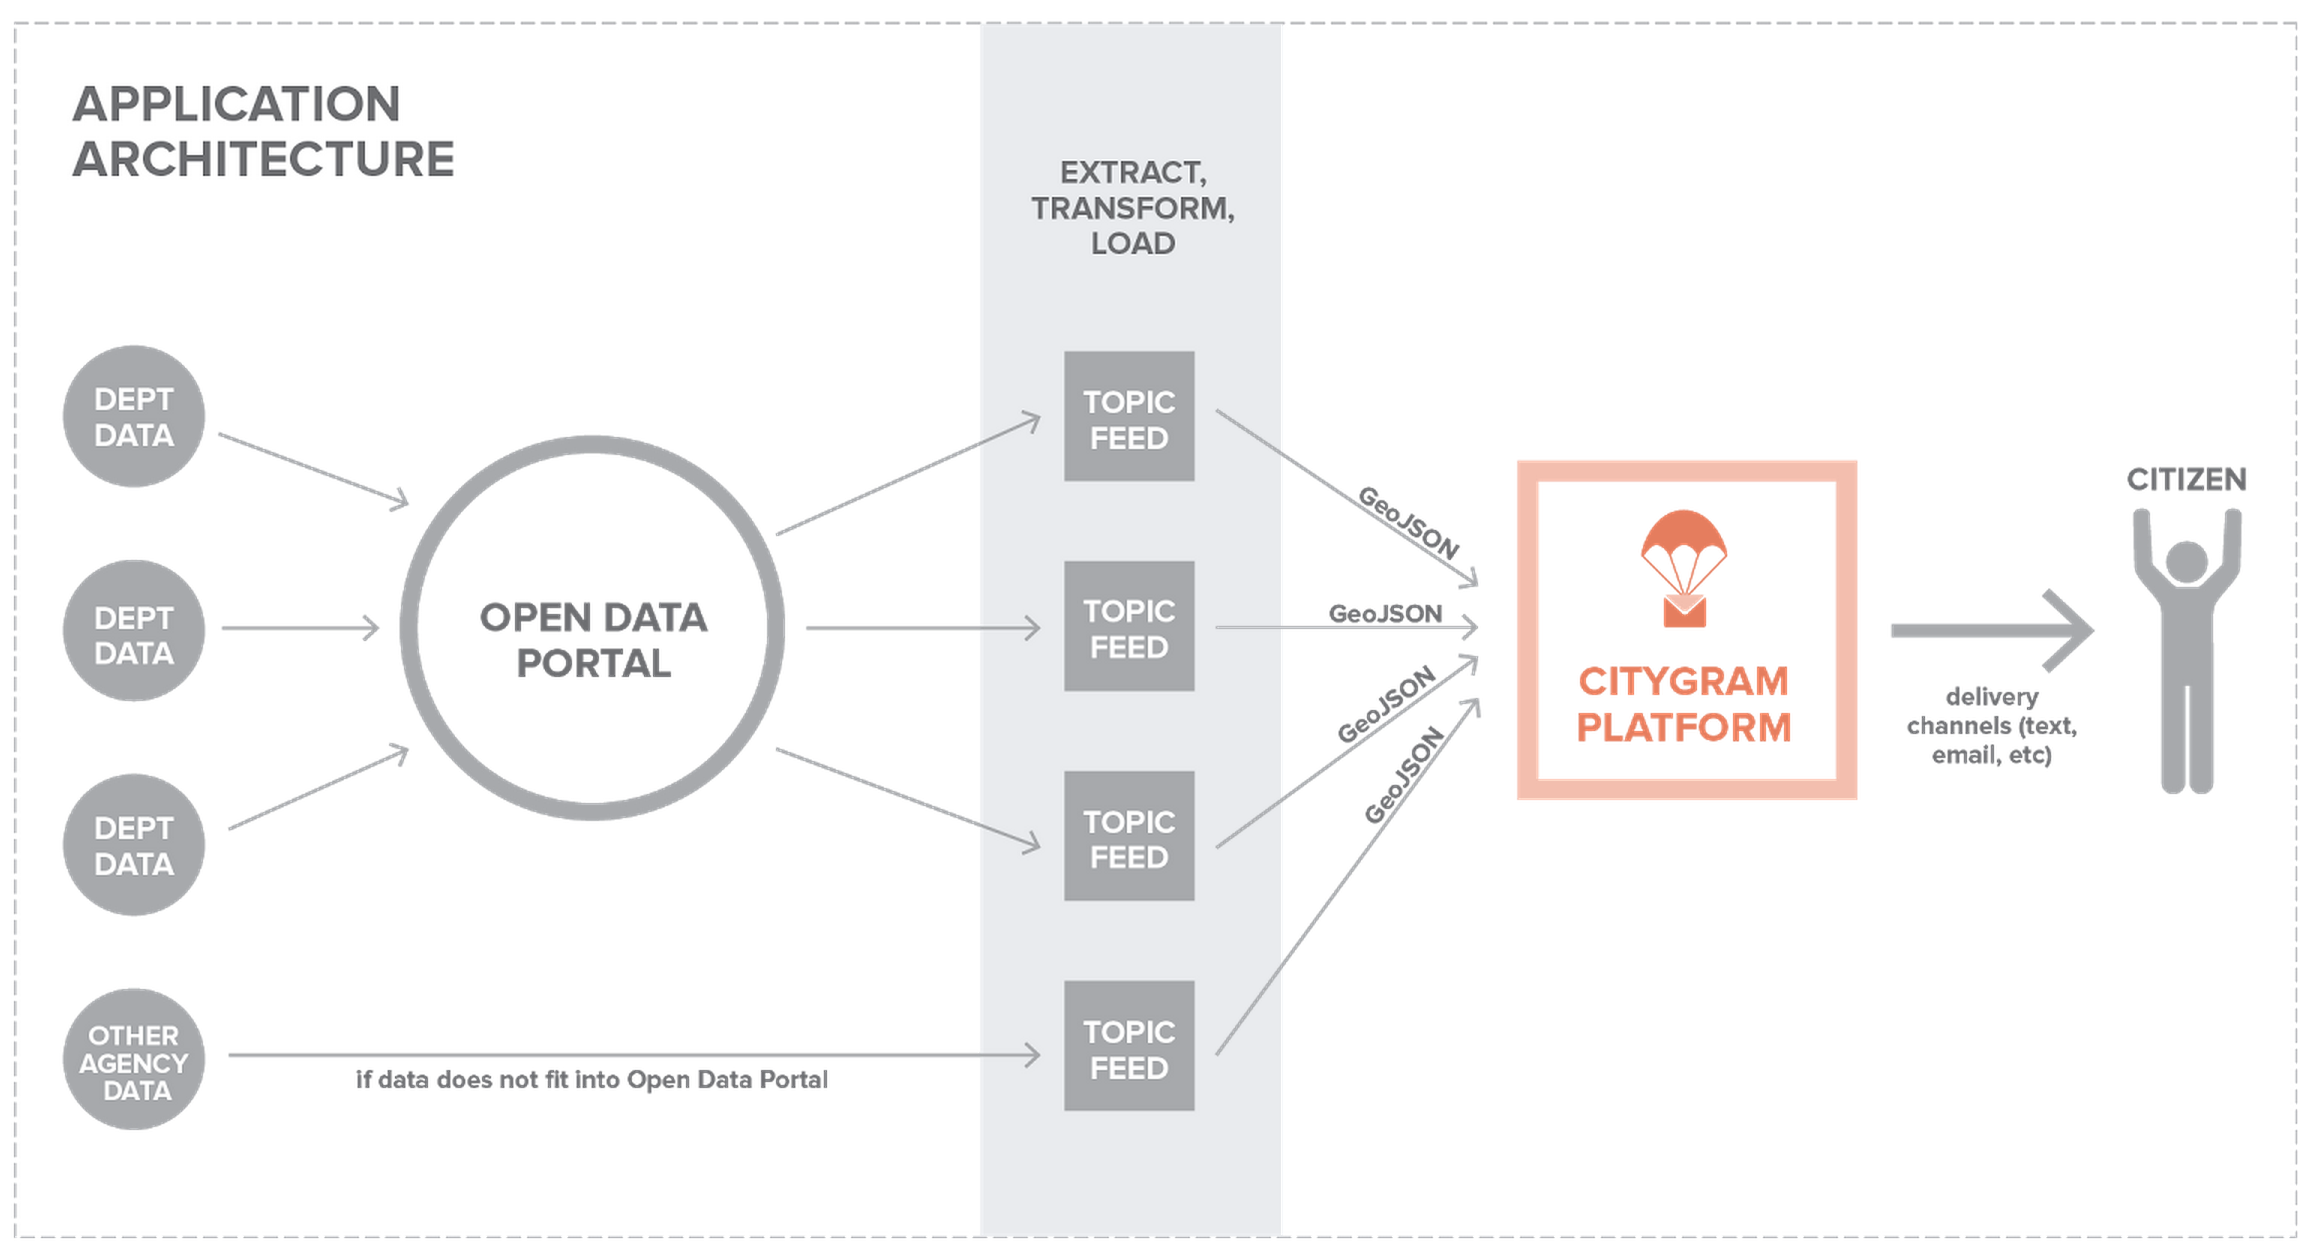 APPLICATION
ARCHITECTURE
EXTRACT,
TRANSFORM,
LOAD
DEPT
DATA
DEPT
DATA
DEPT
DATA
OTHER
AGENCY
DATA
OPEN DATA
PORTAL
if data does not fit into Open Data Portal
TOPIC
FEED
TOPIC
FEED
TOPIC
FEED
TOPIC
FEED
GeoJSON
GeoJSON
GeoJSON
GeoJSON
CITYGRAM
PLATFORM
delivery
channels (text,
email, etc)
CITIZEN